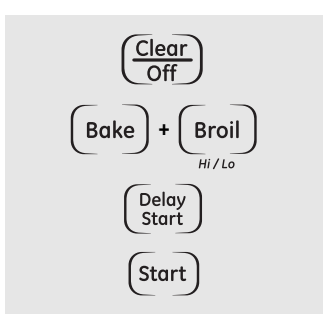 Clear
Off
Bake + Broil
Hi / Lo
Delay
Start
Start